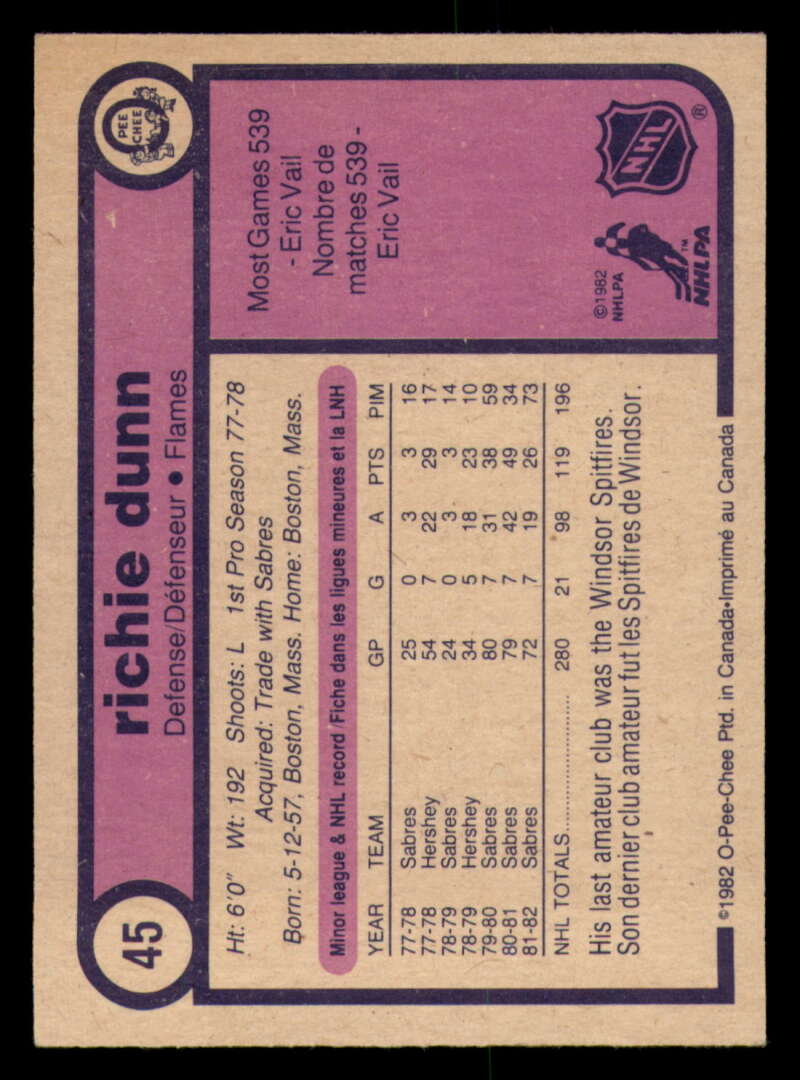 45
richie dunn
Defense/Défenseur • Flames
O
PEE
CHEE
Ht: 6'0" Wt: 192 Shoots: L 1st Pro Season 77-78
Acquired: Trade with Sabres
Born: 5-12-57, Boston, Mass. Home: Boston, Mass.
Minor league & NHL record/Fiche dans les ligues mineures et la LNH
YEAR TEAM GP G A PTS PIM
77-78 Sabres 25 0 3 3 16
77-78 Hershey 54 7 22 29 17
78-79 Sabres 24 0 3 3 14
78-79 Hershey 34 5 18 23 10
79-80 Sabres 80 7 31 38 59
80-81 Sabres 79 7 42 49 34
81-82 Sabres 72 7 19 26 73
NHL TOTALS.................... 280 21 98 119 196
His last amateur club was the Windsor Spitfires.
Son dernier club amateur fut les Spitfires de Windsor.
©1982 O-Pee-Chee Ptd. in Canada•Imprimé au Canada
Most Games 539
- Eric Vail
Nombre de
matches 539 -
Eric Vail
©1982
NHLPA
NHLPA
™
NHL
®